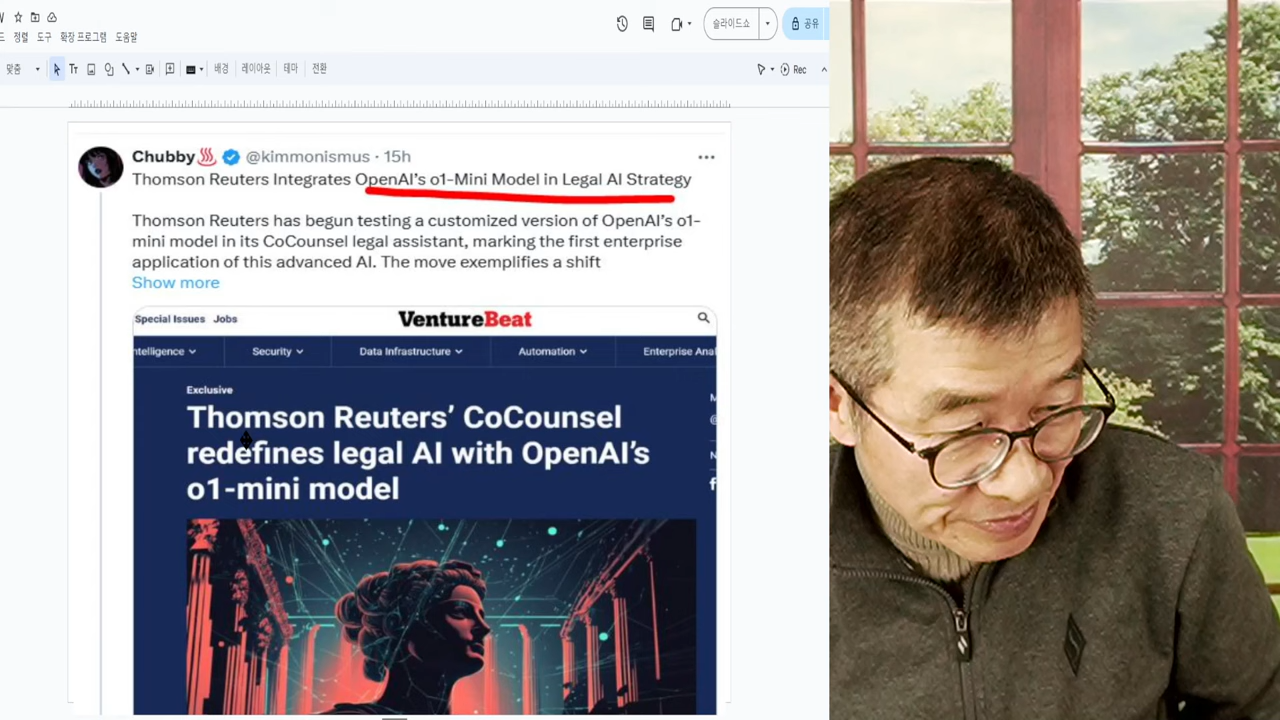 정렬 도구 확장 프로그램 도움말
슬라이드쇼
공유
맞춤
배경 레이아웃 테마 전환
Rec
Chubby♨️ @kimmonismus · 15h
Thomson Reuters Integrates OpenAI's o1-Mini Model in Legal AI Strategy
Thomson Reuters has begun testing a customized version of OpenAI's o1-
mini model in its CoCounsel legal assistant, marking the first enterprise
application of this advanced AI. The move exemplifies a shift
Show more
Special Issues Jobs
VentureBeat
ntelligence
Security
Data Infrastructure
Automation
Enterprise Anal
Exclusive
Thomson Reuters' CoCounsel
redefines legal AI with OpenAI's
o1-mini model